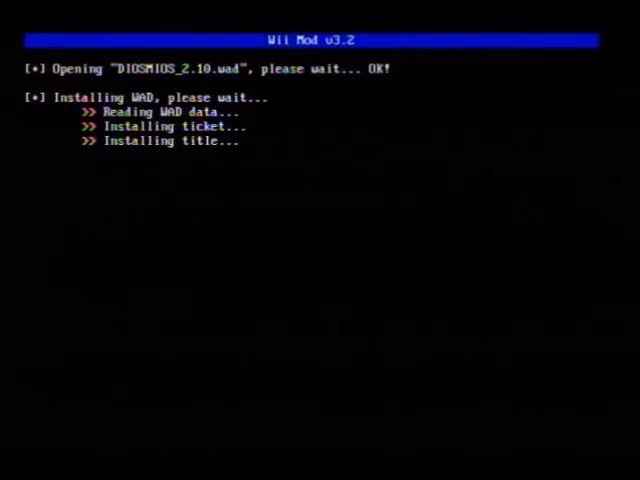 Wii Mod v3.2
[*] Opening "DIOSMIOS_2.10.wad", please wait... OK!
[*] Installing WAD, please wait...
>> Reading WAD data...
>> Installing ticket...
>> Installing title...